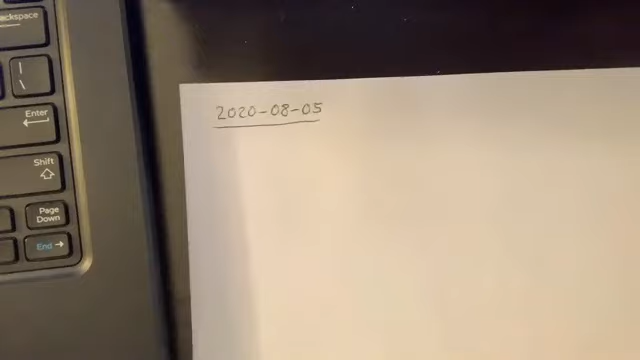 ackspace
|
\
Enter
Shift
Page
Down
End
2020-08-05